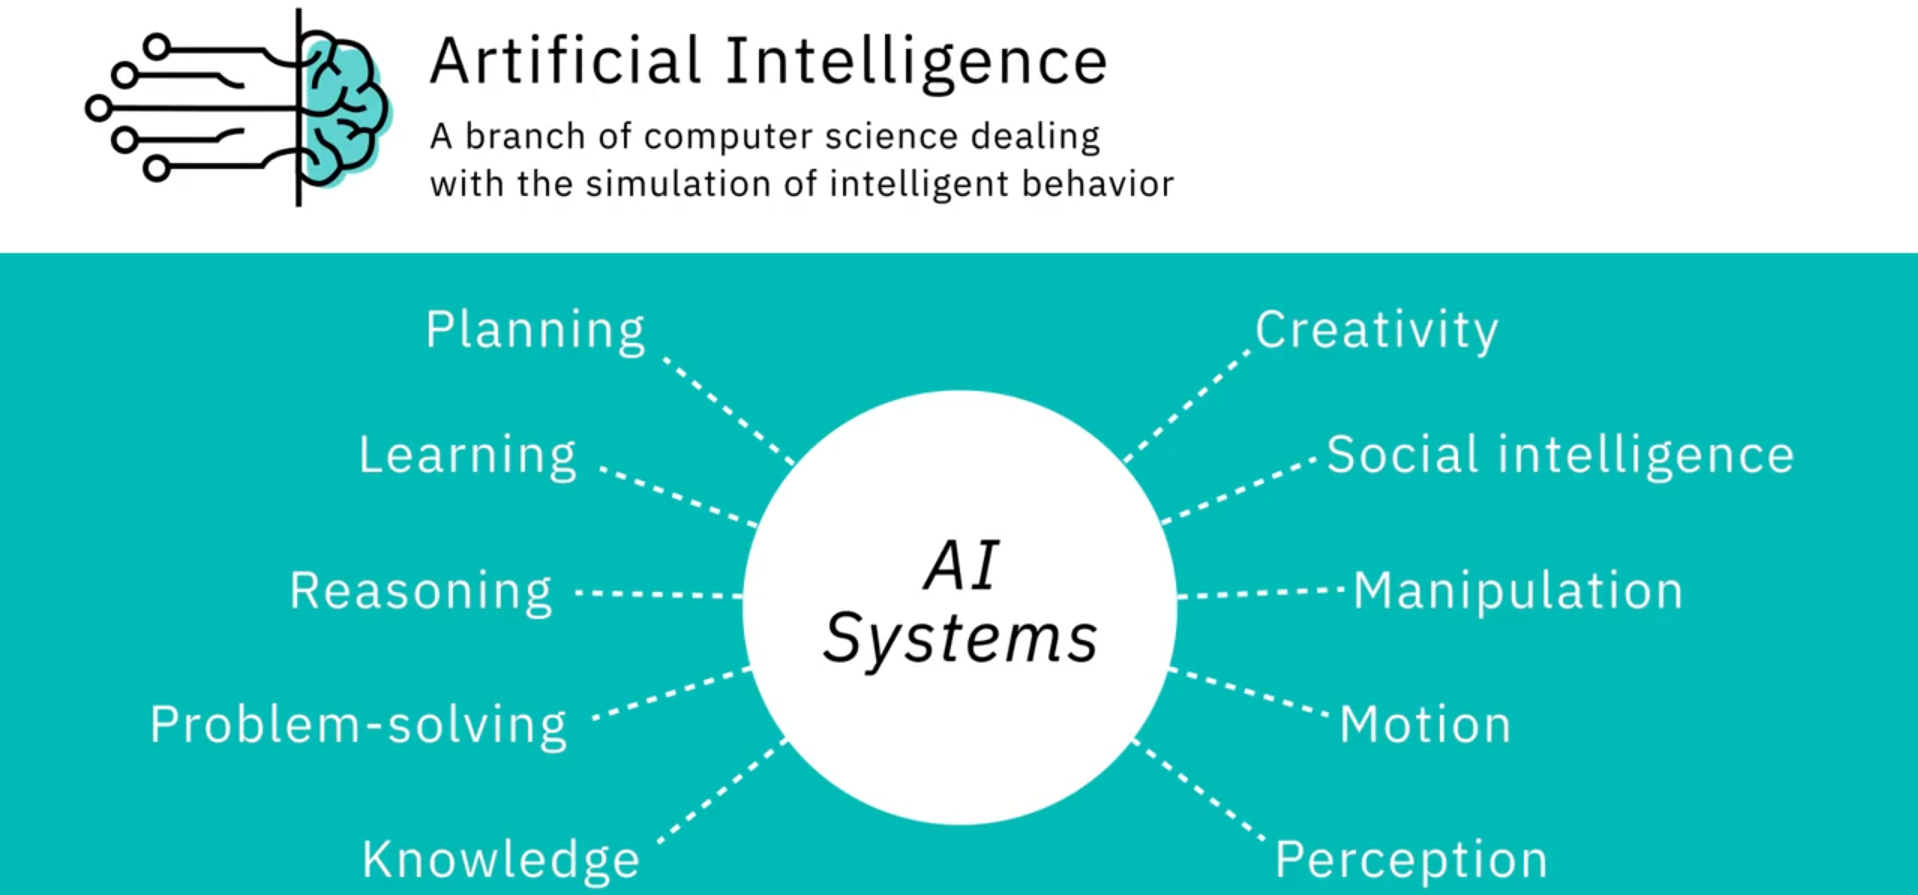 Artificial Intelligence
A branch of computer science dealing
with the simulation of intelligent behavior
Planning
Learning
Reasoning
Problem-solving
Knowledge
AI
Systems
Creativity
Social intelligence
Manipulation
Motion
Perception